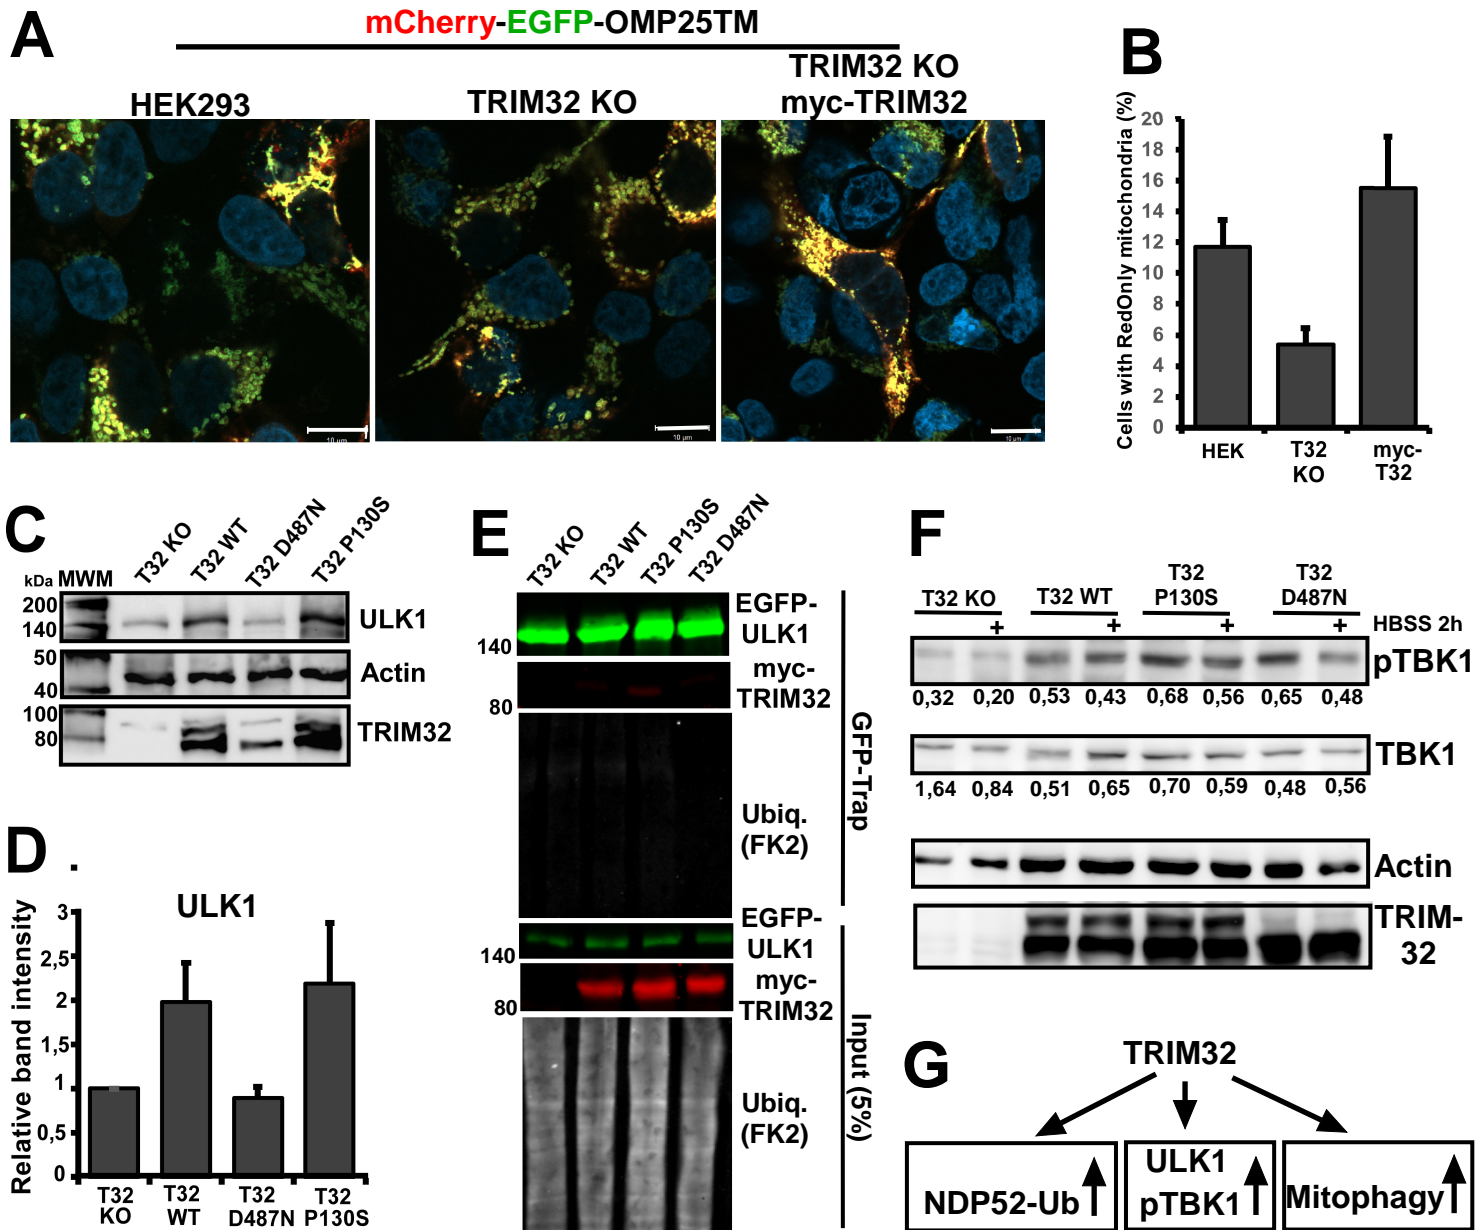 A
mCherry-EGFP-OMP25TM
HEK293
TRIM32 KO
TRIM32 KO
myc-TRIM32
10 µm
10 µm
10 µm
B
Cells with RedOnly mitochondria (%)
20
18
16
14
12
10
8
6
4
2
0
HEK
T32
KO
myc-
T32
C
kDa MWM
T32 KO
T32 WT
T32 D487N
T32 P130S
200
140
ULK1
50
40
Actin
100
80
TRIM32
D .
ULK1
Relative band intensity
3
2,5
2
1,5
1
0,5
0
T32
KO
T32
WT
T32
D487N
T32
P130S
E
T32 KO
T32 WT
T32 P130S
T32 D487N
140
EGFP-
ULK1
80
myc-
TRIM32
Ubiq.
(FK2)
GFP-Trap
140
EGFP-
ULK1
80
myc-
TRIM32
Ubiq.
(FK2)
Input (5%)
F
T32 KO
T32 WT
T32
P130S
T32
D487N
+ + + + HBSS 2h
pTBK1
0,32 0,20 0,53 0,43 0,68 0,56 0,65 0,48
TBK1
1,64 0,84 0,51 0,65 0,70 0,59 0,48 0,56
Actin
TRIM-
32
G
TRIM32
NDP52-Ub
ULK1
pTBK1
Mitophagy